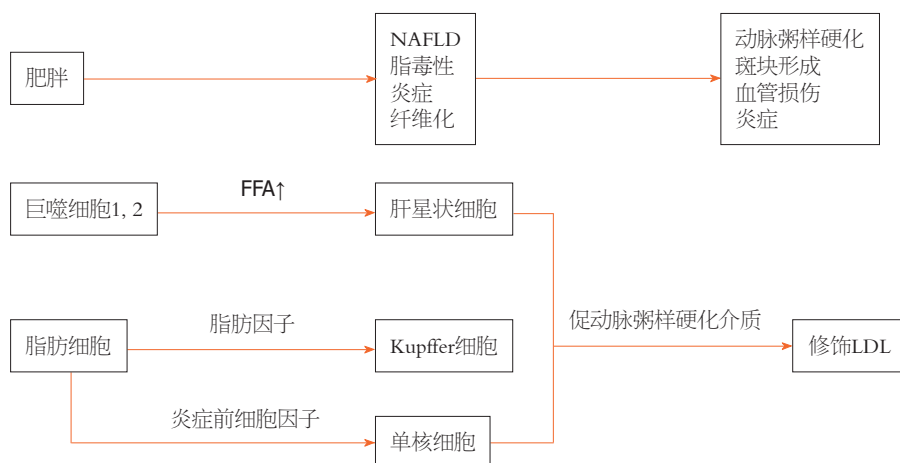 肥胖
NAFLD
脂毒性
炎症
纤维化
动脉粥样硬化
斑块形成
血管损伤
炎症
巨噬细胞1, 2
FFA↑
肝星状细胞
脂肪细胞
脂肪因子
Kupffer细胞
促动脉粥样硬化介质
修饰LDL
炎症前细胞因子
单核细胞